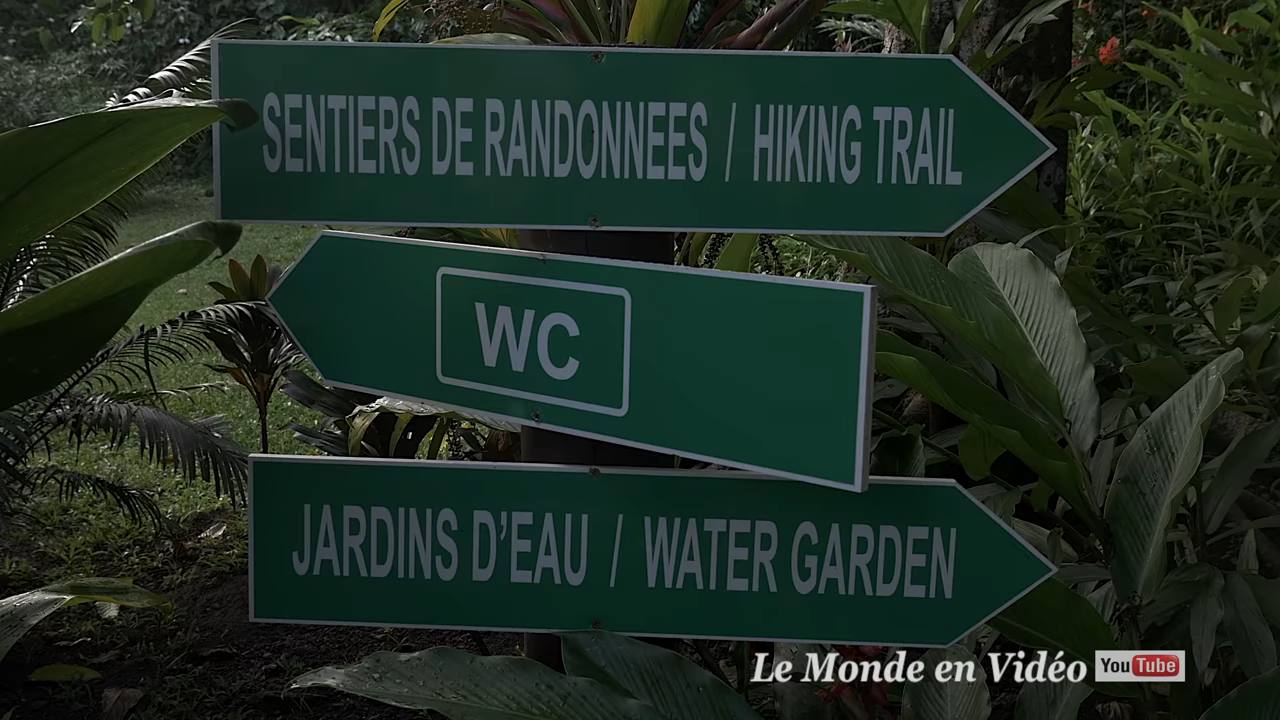 SENTIERS DE RANDONNEES / HIKING TRAIL
WC
JARDINS D'EAU / WATER GARDEN
Le Monde en Vidéo YouTube